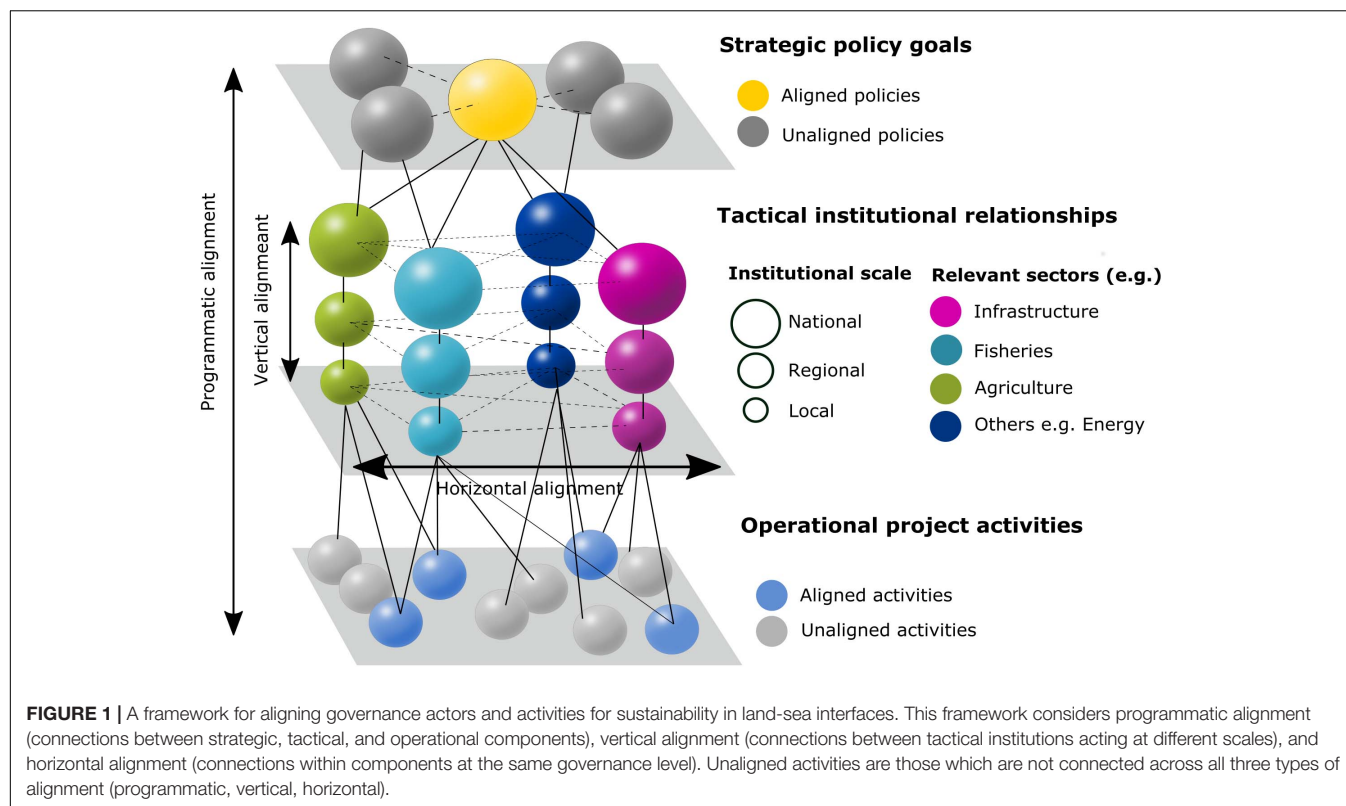 Programmatic alignment
Vertical alignmeant
Horizontal alignment
Strategic policy goals
Aligned policies
Unaligned policies
Tactical institutional relationships
Institutional scale
National
Regional
Local
Relevant sectors (e.g.)
Infrastructure
Fisheries
Agriculture
Others e.g. Energy
Operational project activities
Aligned activities
Unaligned activities
FIGURE 1 | A framework for aligning governance actors and activities for sustainability in land-sea interfaces. This framework considers programmatic alignment
(connections between strategic, tactical, and operational components), vertical alignment (connections between tactical institutions acting at different scales), and
horizontal alignment (connections within components at the same governance level). Unaligned activities are those which are not connected across all three types of
alignment (programmatic, vertical, horizontal).